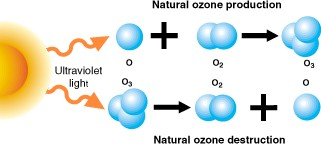 Natural ozone production
O O₂ O₃
Ultraviolet
light
O₃ O₂ O
Natural ozone destruction